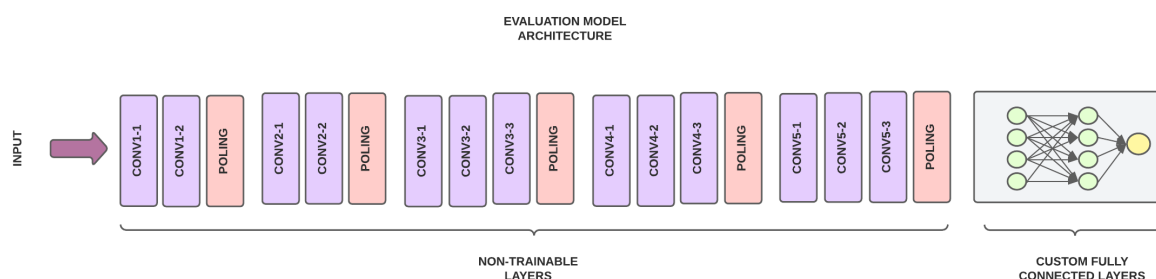 EVALUATION MODEL
ARCHITECTURE
INPUT
CONV1-1
CONV1-2
POLING
CONV2-1
CONV2-2
POLING
CONV3-1
CONV3-2
CONV3-3
POLING
CONV4-1
CONV4-2
CONV4-3
POLING
CONV5-1
CONV5-2
CONV5-3
POLING
NON-TRAINABLE
LAYERS
CUSTOM FULLY
CONNECTED LAYERS